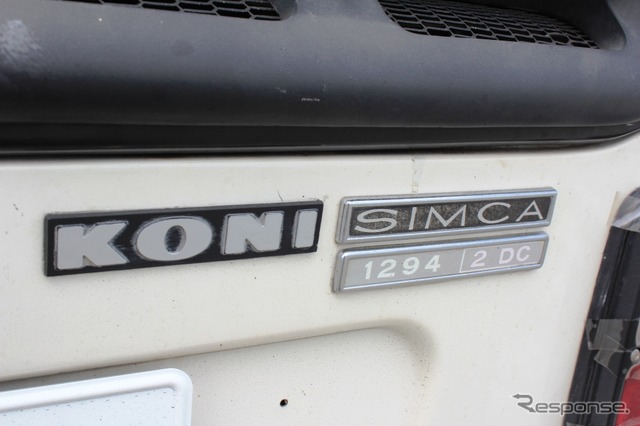 KONI
SIMCA
1294 2 DC
Response.